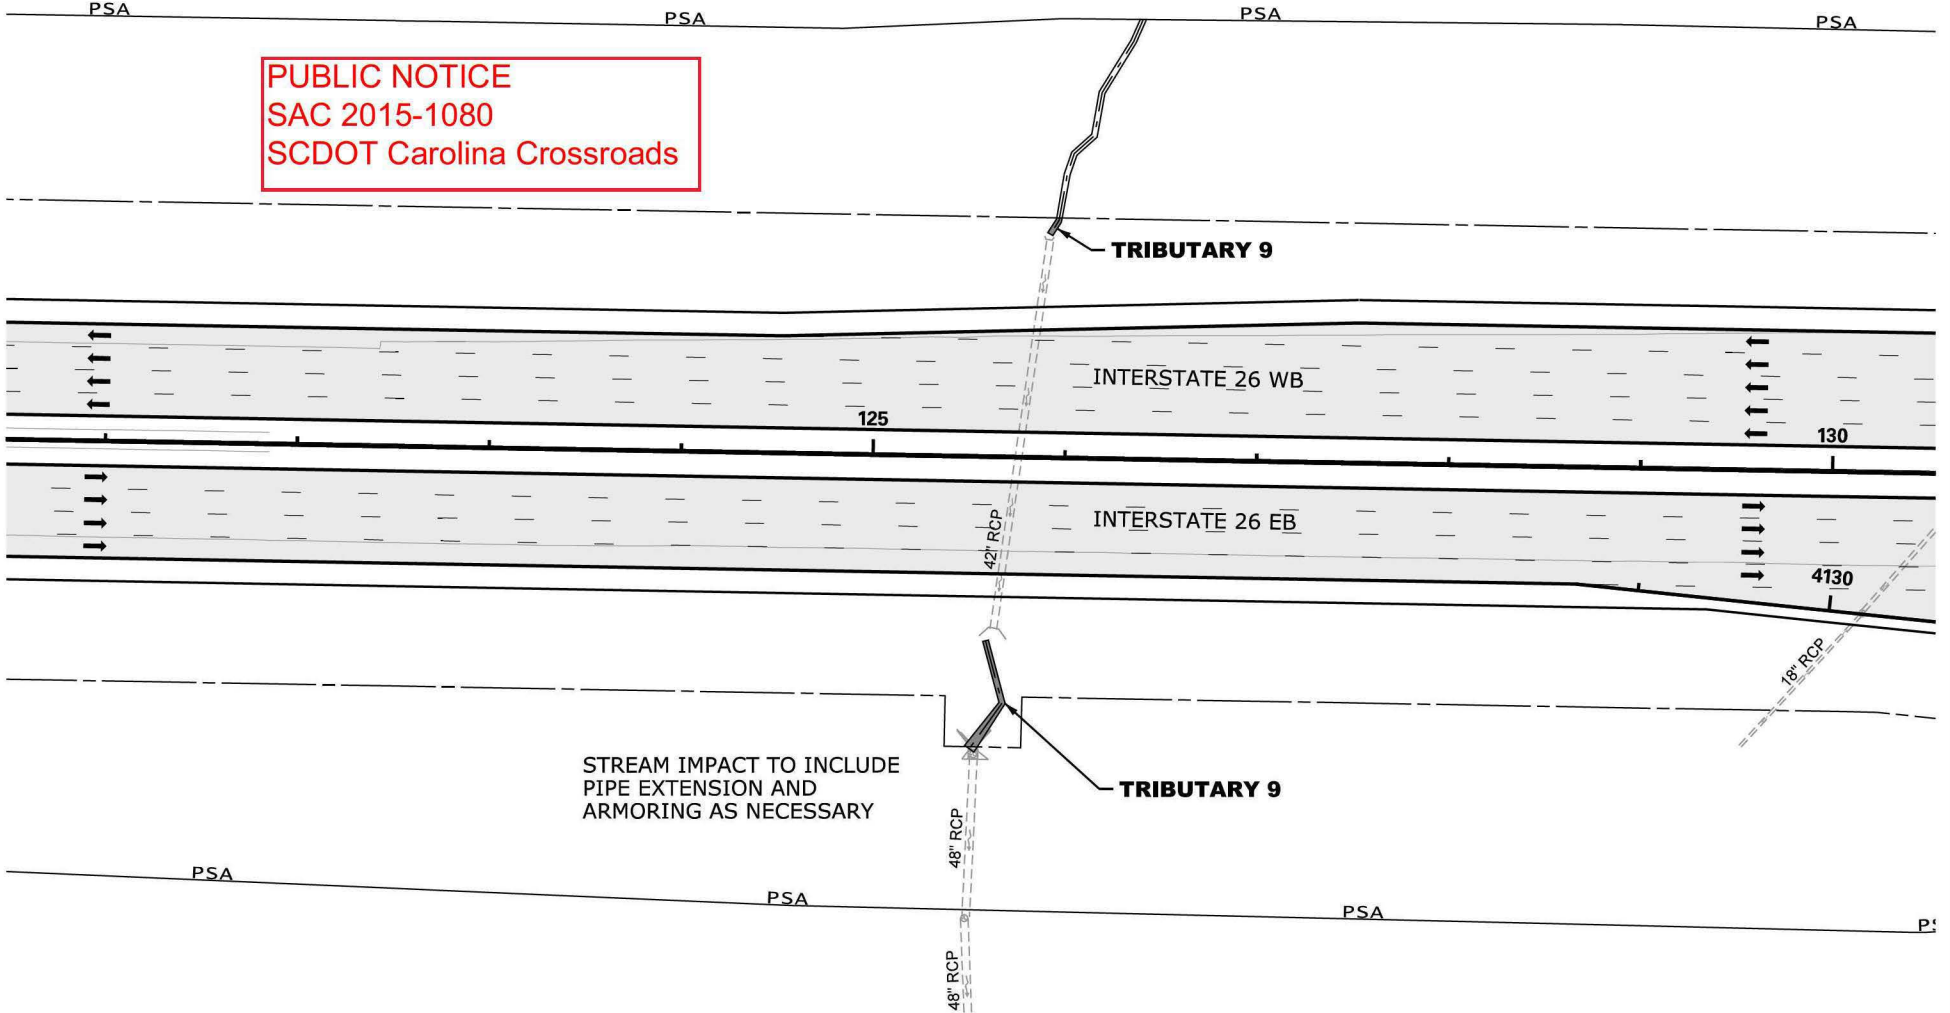 PSA
PSA
PSA
PSA
PUBLIC NOTICE
SAC 2015-1080
SCDOT Carolina Crossroads
TRIBUTARY 9
INTERSTATE 26 WB
125
130
INTERSTATE 26 EB
42" RCP
4130
18" RCP
STREAM IMPACT TO INCLUDE
PIPE EXTENSION AND
ARMORING AS NECESSARY
TRIBUTARY 9
48" RCP
PSA
PSA
PSA
48" RCP